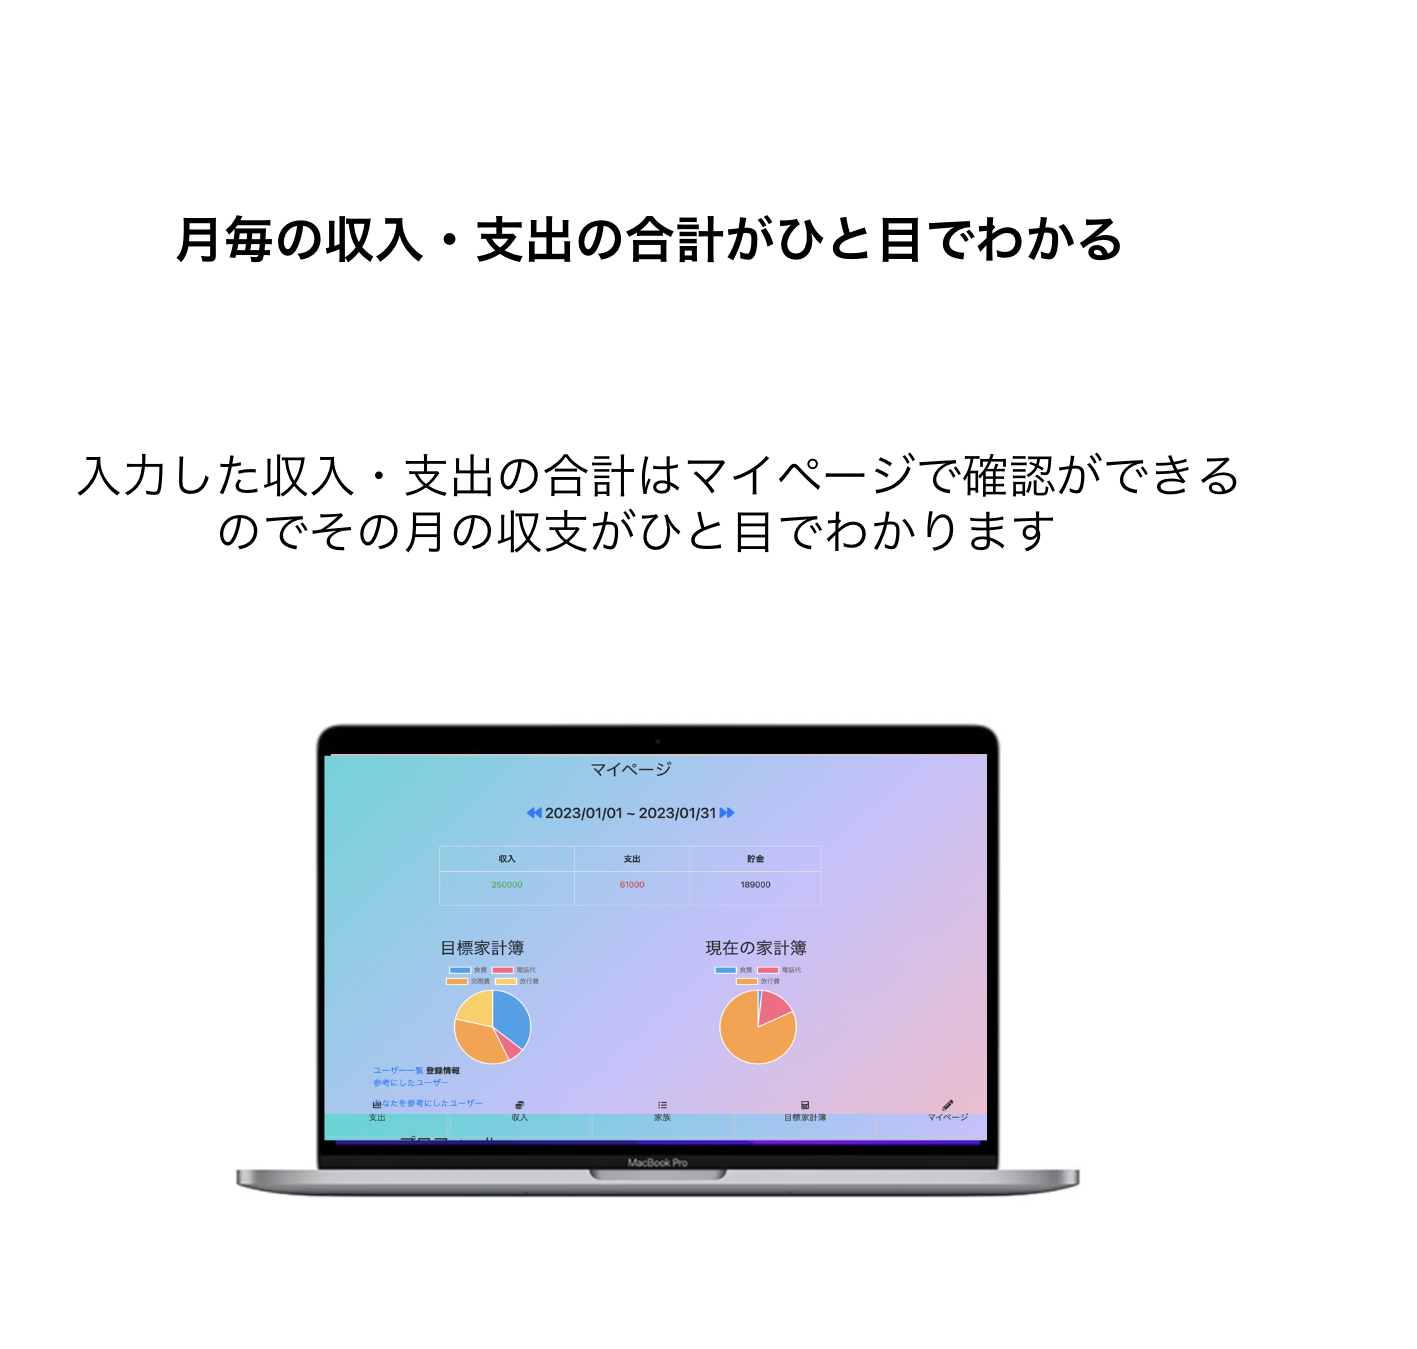 月毎の収入・支出の合計がひと目でわかる
入力した収入・支出の合計はマイページで確認ができる
のでその月の収支がひと目でわかります
マイページ
2023/01/01 ~ 2023/01/31
収入 支出 貯金
250000 61000 189000
目標家計簿 現在の家計簿
食費 電話代 食費 電話代
交際費 旅行費 旅行費
ユーザー一覧 登録情報
参考にしたユーザー
あなたを参考にしたユーザー
支出 収入 家族 目標家計簿 マイページ
MacBook Pro